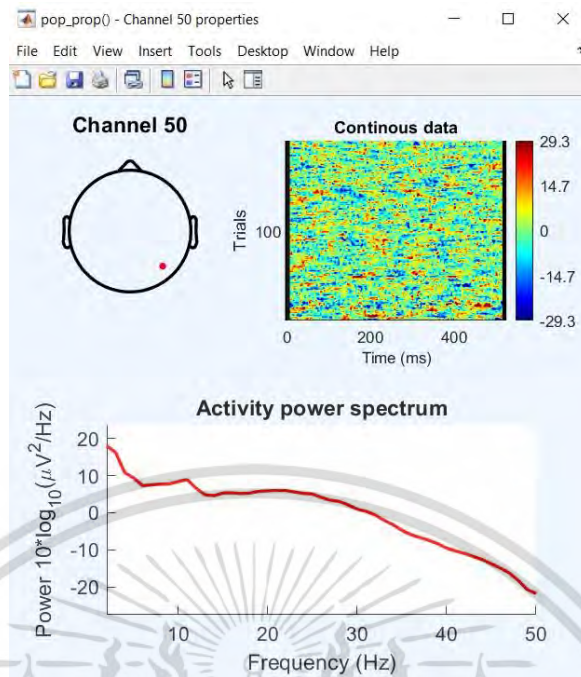 pop_prop() - Channel 50 properties
File Edit View Insert Tools Desktop Window Help
Channel 50
Continous data
Trials
100
29.3
14.7
0
-14.7
-29.3
0 200 400
Time (ms)
Activity power spectrum
Power 10*log10(μV2/Hz)
20
10
0
-10
-20
10 20 30 40 50
Frequency (Hz)